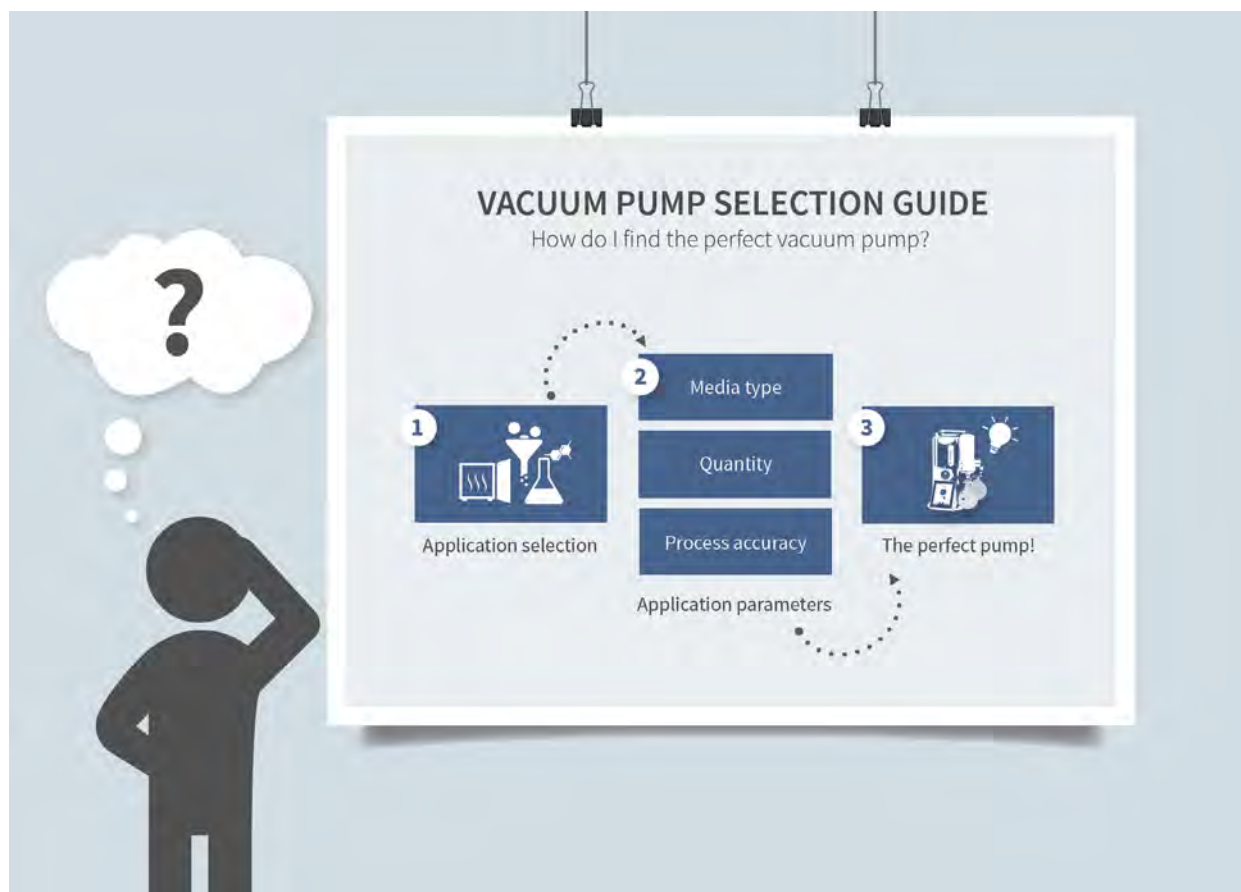 VACUUM PUMP SELECTION GUIDE
How do I find the perfect vacuum pump?
?
1
Application selection
2
Media type
Quantity
Process accuracy
Application parameters
3
The perfect pump!